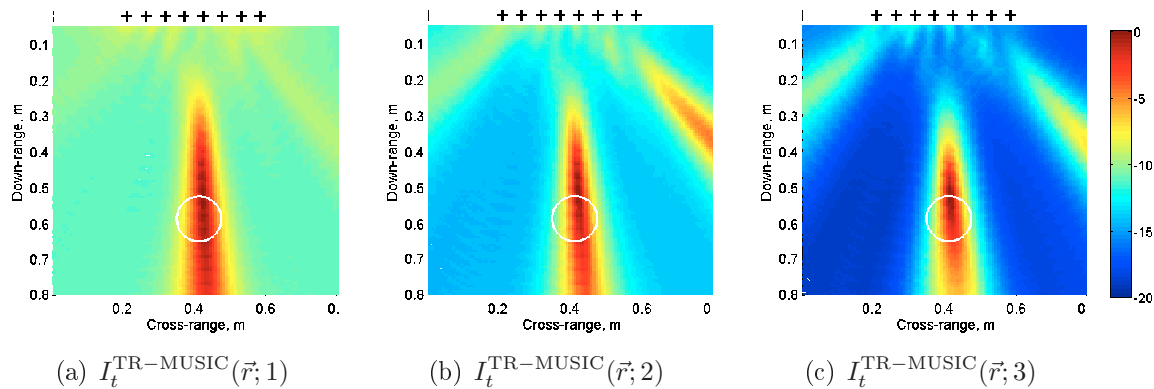 0.1
0.2
0.3
0.4
0.5
0.6
0.7
0.8
Down-range, m
0.2 0.4 0.6 0.
Cross-range, m
(a) I_t^{TR−MUSIC}(\vec{r}; 1)
0.1
0.2
0.3
0.4
0.5
0.6
0.7
0.8
Down-range, m
0.2 0.4 0.6 0
Cross-range, m
(b) I_t^{TR−MUSIC}(\vec{r}; 2)
0.1
0.2
0.3
0.4
0.5
0.6
0.7
0.8
Down-range, m
0.2 0.4 0.6 0
Cross-range, m
(c) I_t^{TR−MUSIC}(\vec{r}; 3)
0
-5
-10
-15
-20